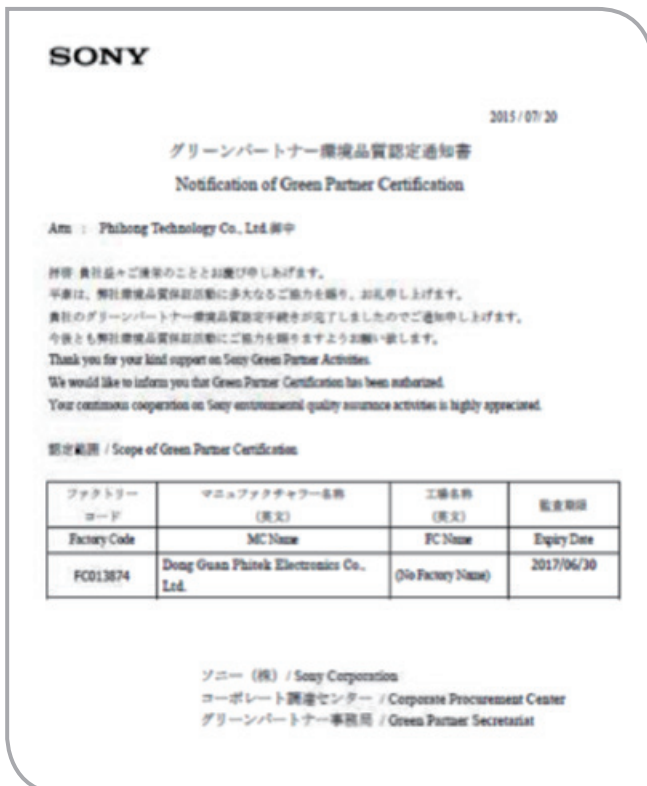 SONY
2015/07/20
グリーンパートナー環境品質認定通知書
Notification of Green Partner Certification
Attn : Phihong Technology Co., Ltd.御中
拝啓 貴社益々ご清栄のこととお慶び申しあげます。
平素は、弊社環境品質保証活動に多大なるご協力を賜り、お礼申し上げます。
貴社のグリーンパートナー環境品質認定手続きが完了しましたのでご通知申し上げます。
今後とも弊社環境品質保証活動にご協力を賜りますようお願い致します。
Thank you for your kind support on Sony Green Partner Activities.
We would like to inform you that Green Partner Certification has been authorized.
Your continuous cooperation on Sony environmental quality assurance activities is highly appreciated.
認定範囲 / Scope of Green Partner Certification
ファクトリーコード マニュファクチャラー名称(英文) 工場名称(英文) 監査期限
Factory Code MC Name FC Name Expiry Date
FC013874 Dong Guan Phitek Electronics Co., Ltd. (No Factory Name) 2017/06/30
ソニー(株) / Sony Corporation
コーポレート調達センター / Corporate Procurement Center
グリーンパートナー事務局 / Green Partner Secretariat